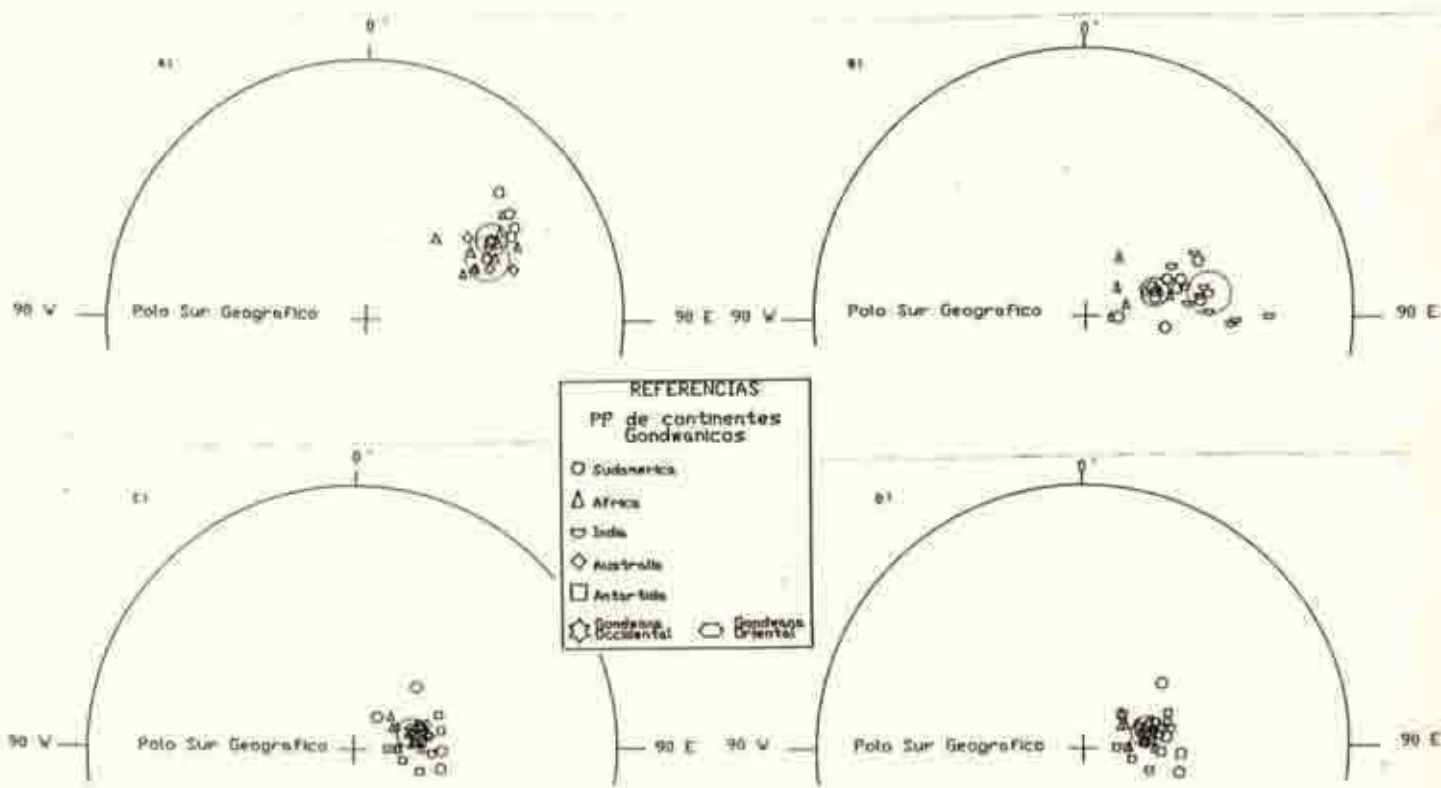 0°
A)
90 W
Polo Sur Geografico
90 E
0°
B)
90 W
Polo Sur Geografico
90 E
REFERENCIAS
PP de continentes
Gondwanicos
Sudamerica
Africa
India
Australia
Antartida
Gondwana
Occidental
Gondwana
Oriental
0°
C)
90 W
Polo Sur Geografico
90 E
0°
D)
90 W
Polo Sur Geografico
90 E